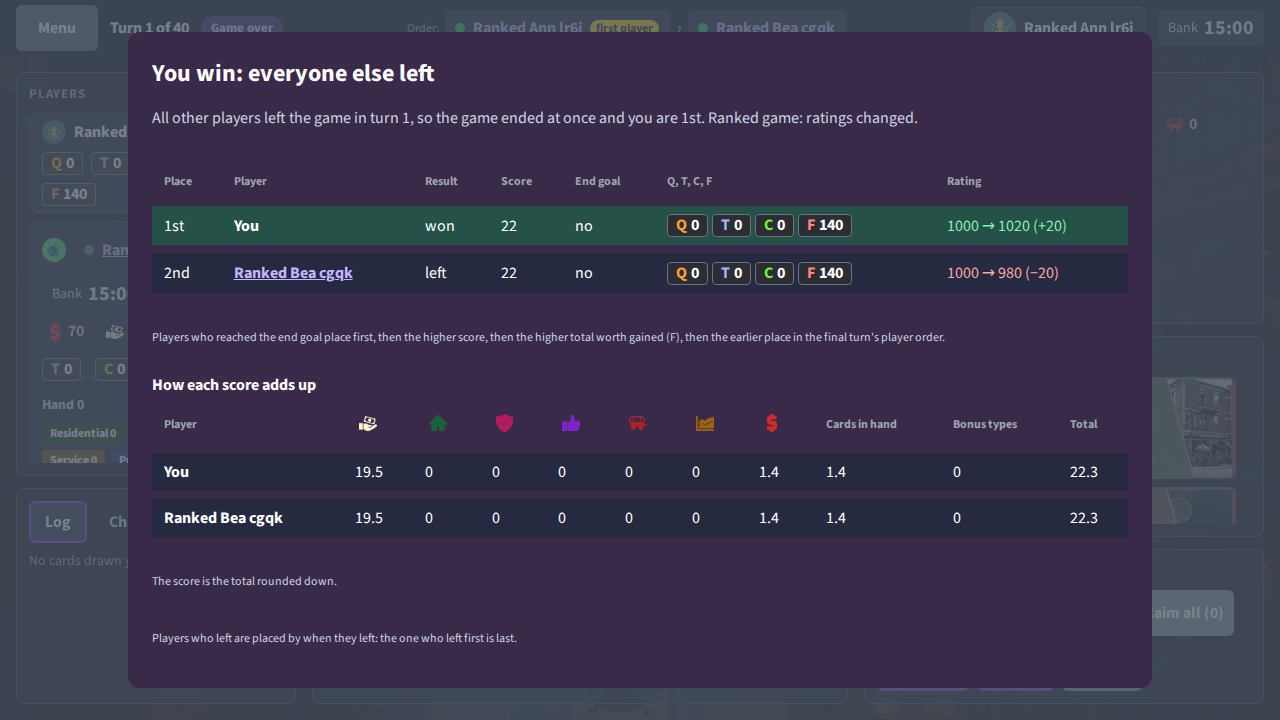 Menu
Turn 1 of 40
Game over
Order:
Ranked Ann lr6i
first player
›
Ranked Bea cgqk
Ranked Ann lr6i
Bank 15:00
PLAYERS
Ranked
Q 0
T 0
F 140
Ran
Bank 15:0
70
T 0
C 0
Hand 0
Residential 0
Service 0
Log
No cards drawn
0
aim all (0)
You win: everyone else left
All other players left the game in turn 1, so the game ended at once and you are 1st. Ranked game: ratings changed.
Place Player Result Score End goal Q, T, C, F Rating
1st You won 22 no Q 0 T 0 C 0 F 140 1000 → 1020 (+20)
2nd Ranked Bea cgqk left 22 no Q 0 T 0 C 0 F 140 1000 → 980 (−20)
Players who reached the end goal place first, then the higher score, then the higher total worth gained (F), then the earlier place in the final turn's player order.
How each score adds up
Player Cards in hand Bonus types Total
You 19.5 0 0 0 0 0 1.4 1.4 0 22.3
Ranked Bea cgqk 19.5 0 0 0 0 0 1.4 1.4 0 22.3
The score is the total rounded down.
Players who left are placed by when they left: the one who left first is last.